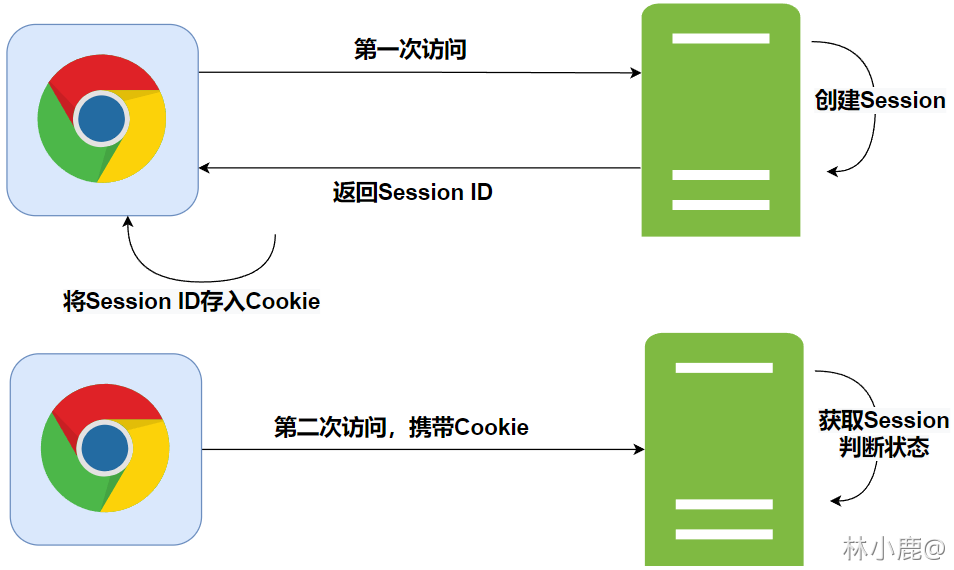 第一次访问
创建Session
返回Session ID
将Session ID存入Cookie
第二次访问，携带Cookie
获取Session
判断状态
林小鹿@